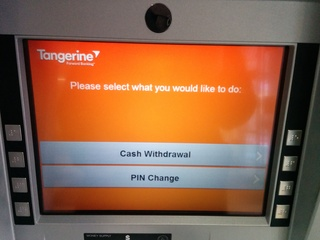 Tangerine
Please select what you would like to do:
Cash Withdrawal
PIN Change